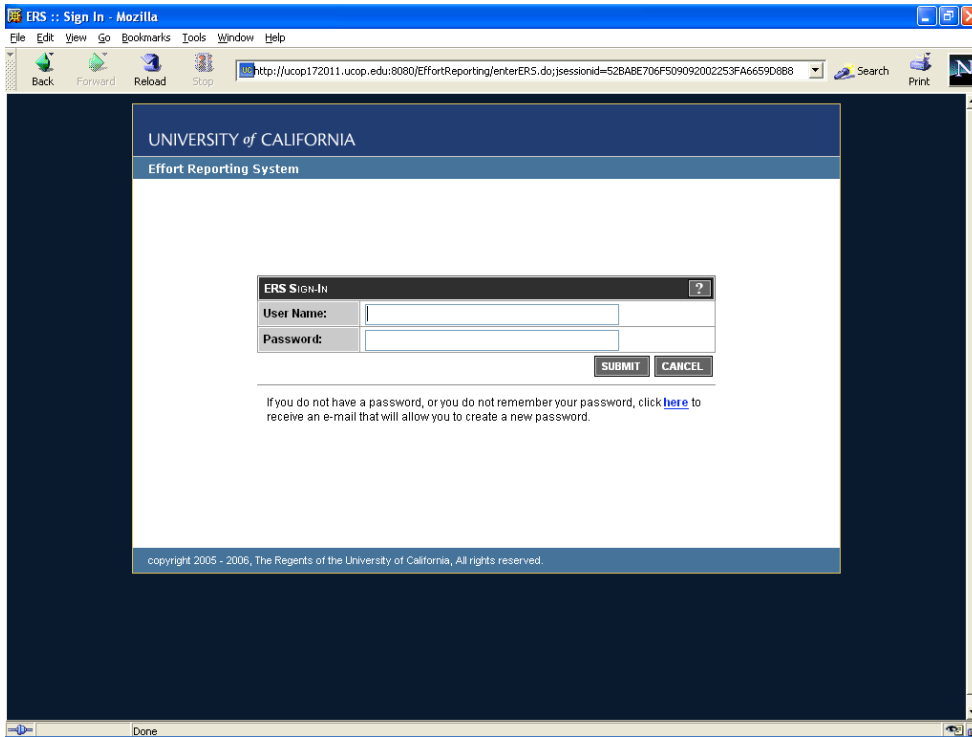 ERS :: Sign In - Mozilla
File Edit View Go Bookmarks Tools Window Help
Back Forward Reload Stop http://ucop172011.ucop.edu:8080/EffortReporting/enterERS.do;jsessionid=52BABE706F509092002253FA6659D8B8 Search Print N
UNIVERSITY of CALIFORNIA
Effort Reporting System
ERS SIGN-IN ?
User Name:
Password:
SUBMIT CANCEL
If you do not have a password, or you do not remember your password, click here to
receive an e-mail that will allow you to create a new password.
copyright 2005 - 2006, The Regents of the University of California, All rights reserved.
Done